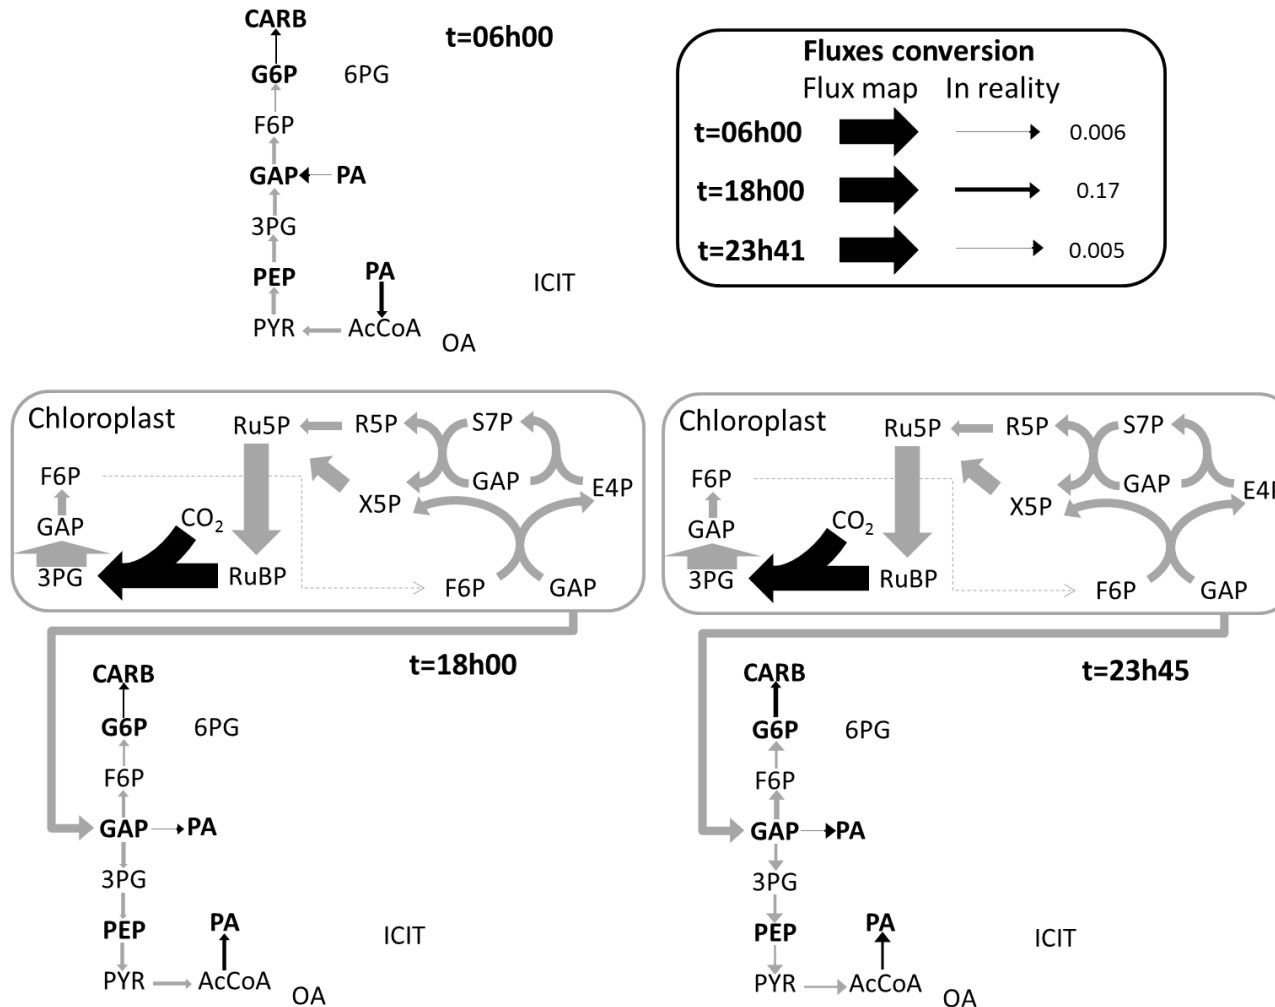 CARB
t=06h00
G6P 6PG
F6P
GAP PA
3PG
PEP PA ICIT
PYR AcCoA OA
Fluxes conversion
Flux map In reality
t=06h00 0.006
t=18h00 0.17
t=23h41 0.005
Chloroplast
Ru5P R5P S7P
F6P GAP E4P
X5P
GAP CO2
3PG RuBP F6P GAP
t=18h00
CARB
G6P 6PG
F6P
GAP PA
3PG
PEP PA ICIT
PYR AcCoA OA
Chloroplast
Ru5P R5P S7P
F6P GAP E4P
X5P
GAP CO2
3PG RuBP F6P GAP
t=23h45
CARB
G6P 6PG
F6P
GAP PA
3PG
PEP PA ICIT
PYR AcCoA OA